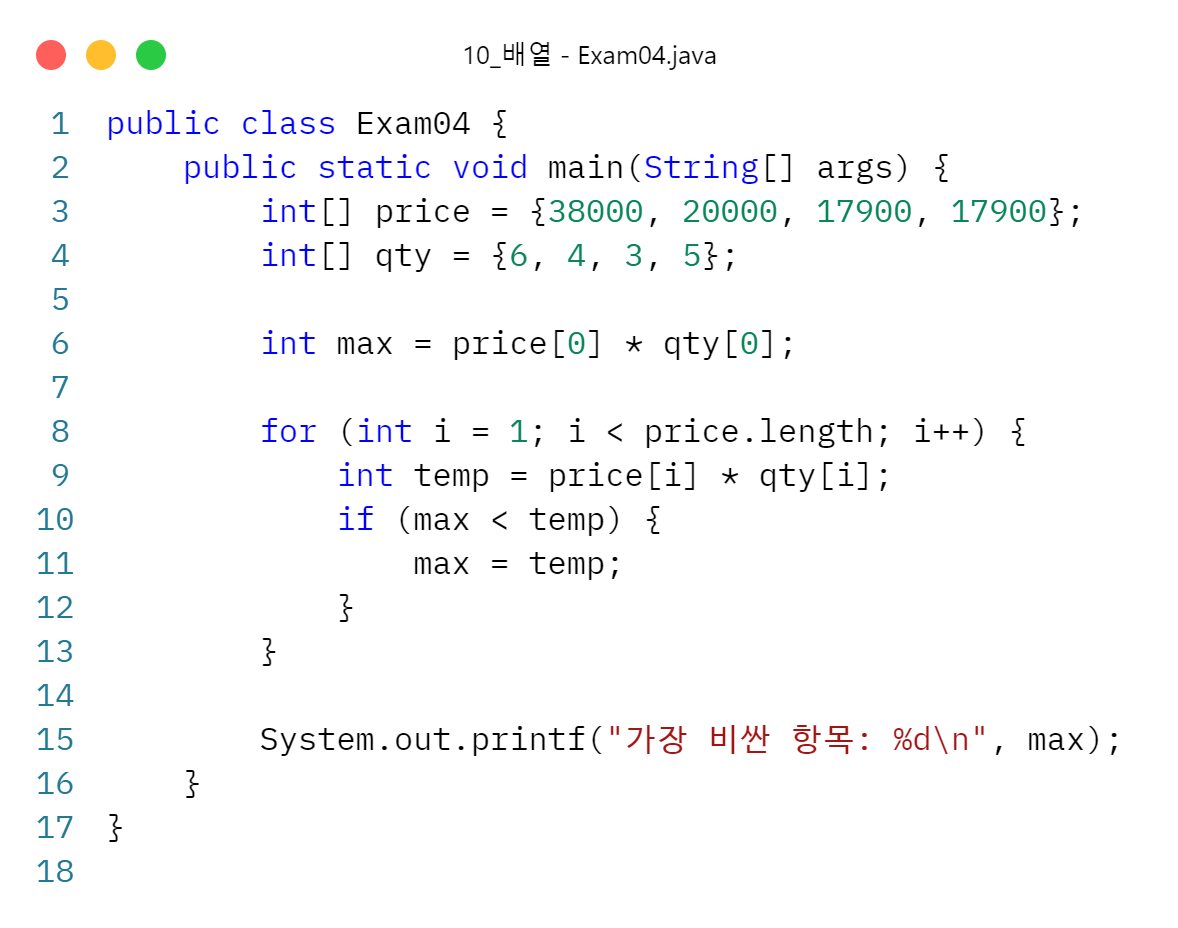 10_배열 - Exam04.java
1 public class Exam04 {
2     public static void main(String[] args) {
3         int[] price = {38000, 20000, 17900, 17900};
4         int[] qty = {6, 4, 3, 5};
5
6         int max = price[0] * qty[0];
7
8         for (int i = 1; i < price.length; i++) {
9             int temp = price[i] * qty[i];
10             if (max < temp) {
11                 max = temp;
12             }
13         }
14
15         System.out.printf("가장 비싼 항목: %d\n", max);
16     }
17 }
18